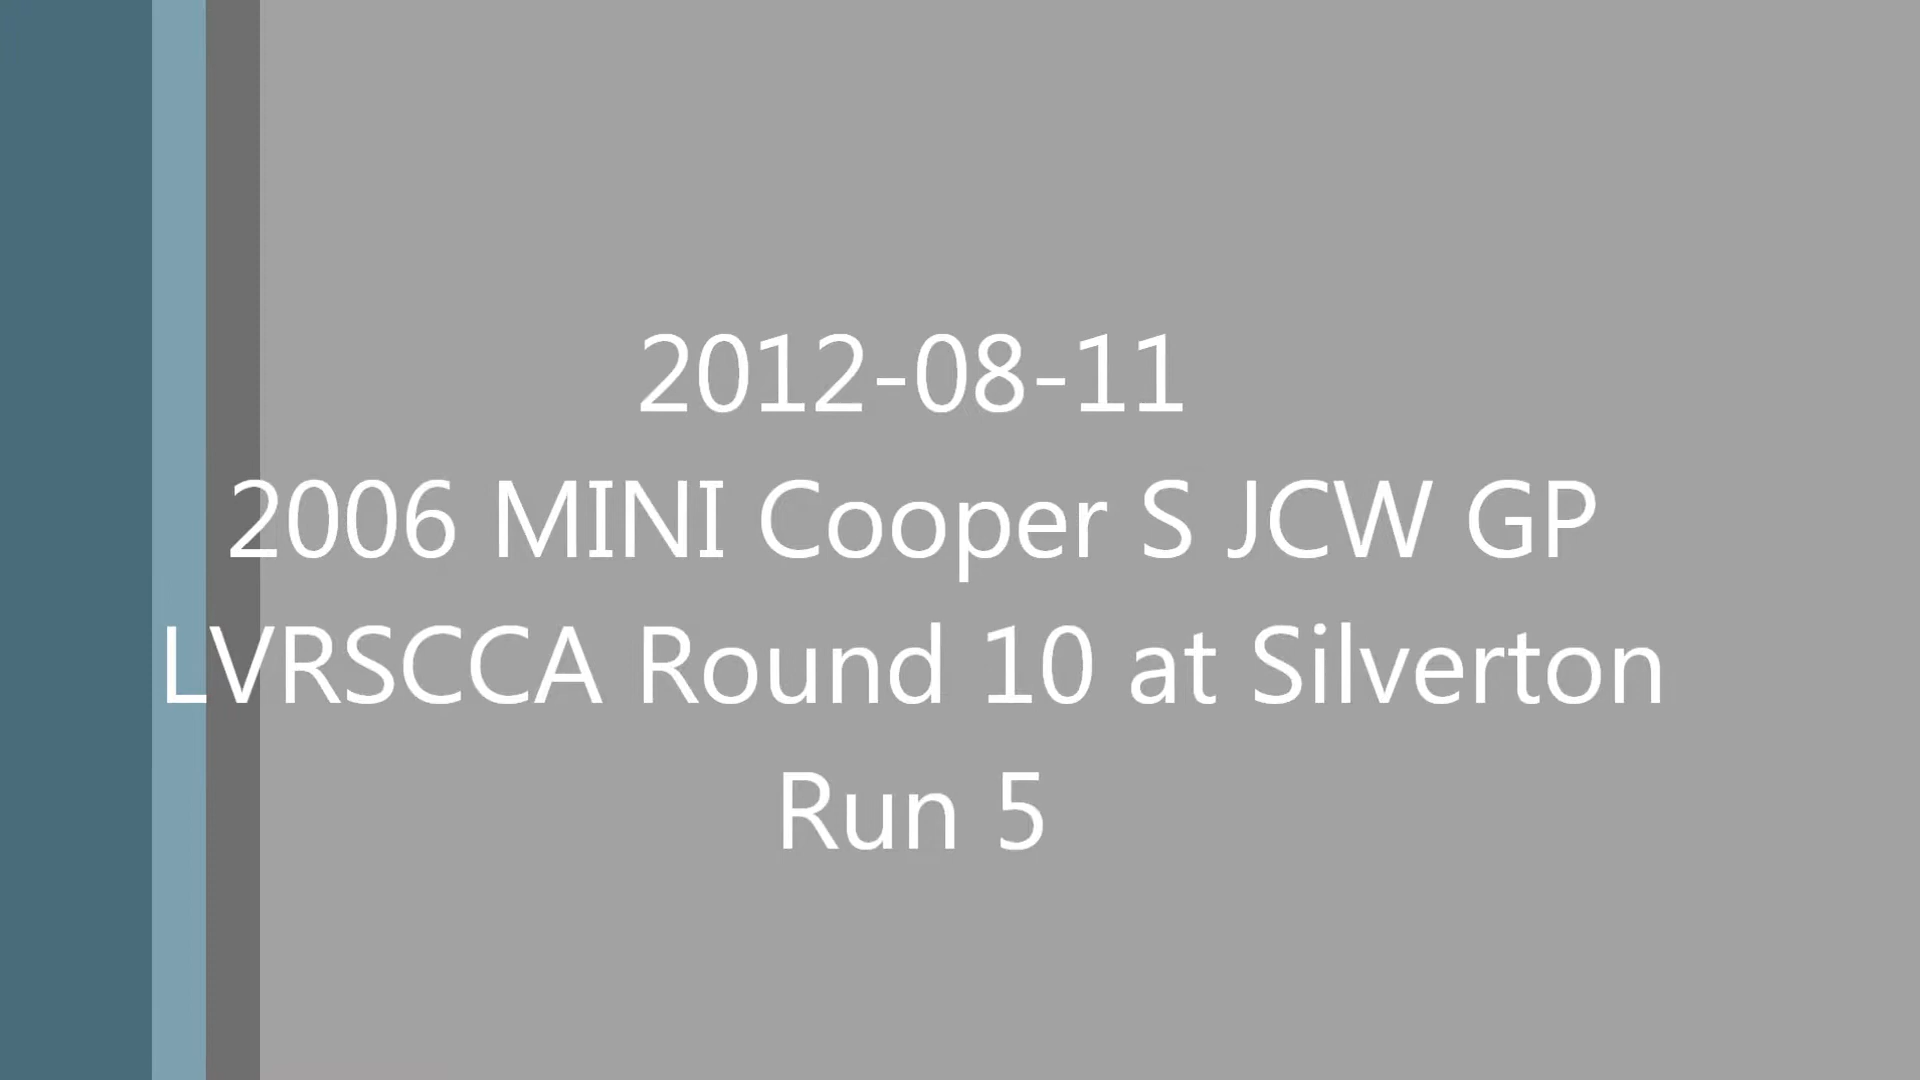 2012-08-11
2006 MINI Cooper S JCW GP
LVRSCCA Round 10 at Silverton
Run 5